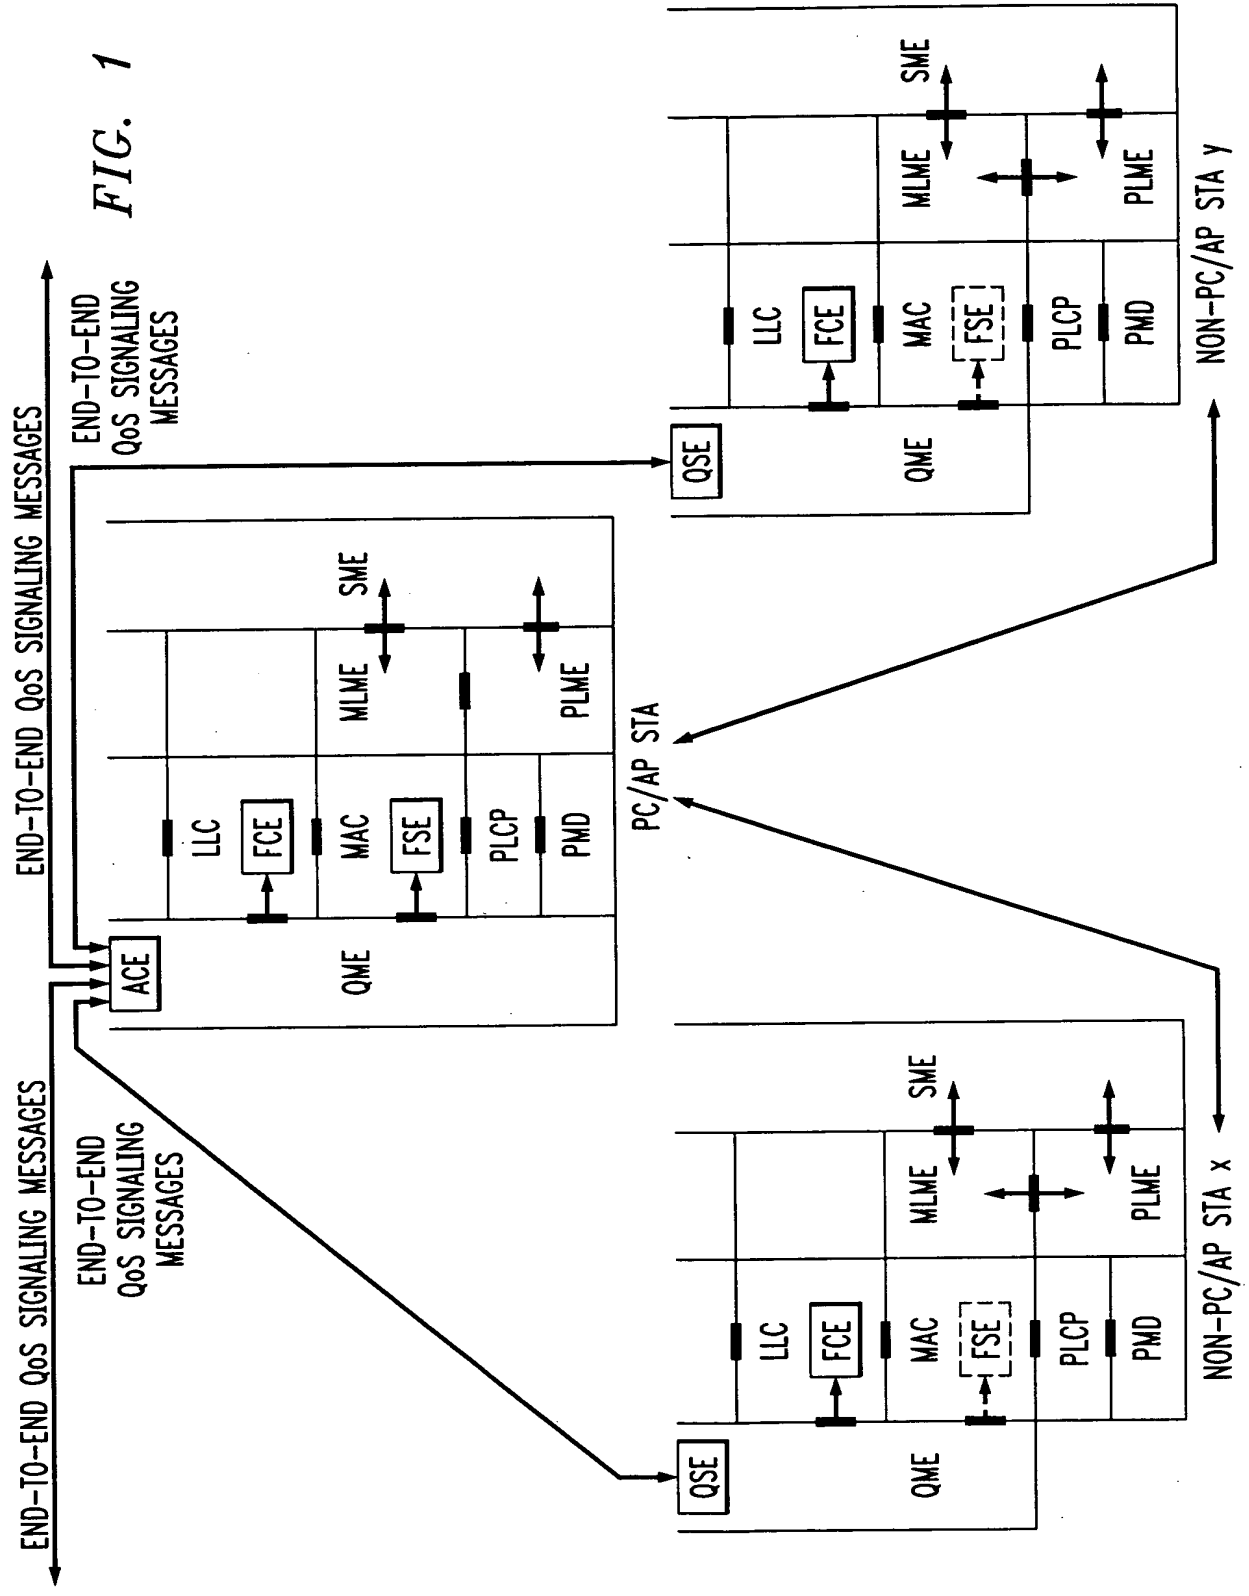 FIG. 1
END-TO-END QoS SIGNALING MESSAGES
END-TO-END QoS SIGNALING MESSAGES
END-TO-END
QoS SIGNALING
MESSAGES
END-TO-END
QoS SIGNALING
MESSAGES
ACE
QME
LLC
FCE
MAC
FSE
PLCP
PMD
MLME
PLME
SME
PC/AP STA
QSE
QME
LLC
FCE
MAC
FSE
PLCP
PMD
MLME
PLME
SME
NON-PC/AP STA x
QSE
QME
LLC
FCE
MAC
FSE
PLCP
PMD
MLME
PLME
SME
NON-PC/AP STA y